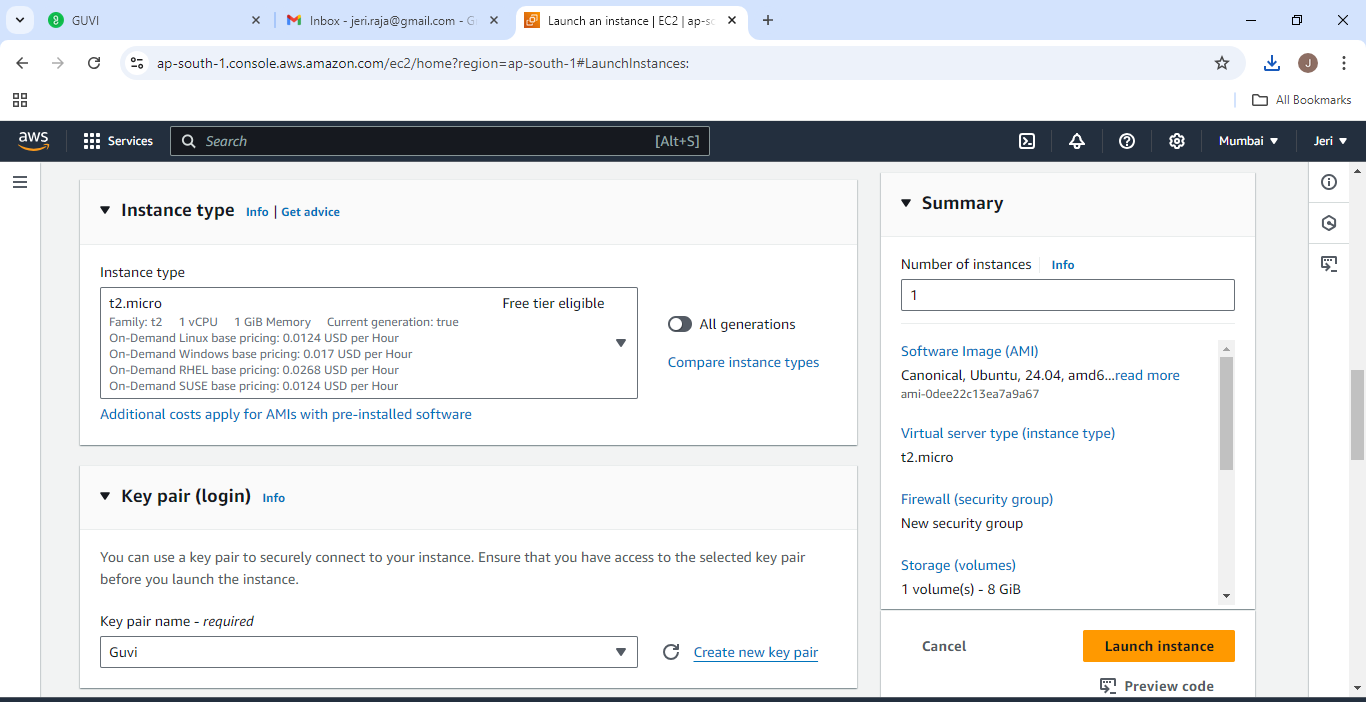 GUVI
Inbox - jeri.raja@gmail.com - G
Launch an instance | EC2 | ap-so
ap-south-1.console.aws.amazon.com/ec2/home?region=ap-south-1#LaunchInstances:
J
All Bookmarks
aws
Services
Search
[Alt+S]
Mumbai
Jeri
Instance type
Info | Get advice
Instance type
t2.micro
Free tier eligible
Family: t2 1 vCPU 1 GiB Memory Current generation: true
On-Demand Linux base pricing: 0.0124 USD per Hour
On-Demand Windows base pricing: 0.017 USD per Hour
On-Demand RHEL base pricing: 0.0268 USD per Hour
On-Demand SUSE base pricing: 0.0124 USD per Hour
All generations
Compare instance types
Additional costs apply for AMIs with pre-installed software
Key pair (login)
Info
You can use a key pair to securely connect to your instance. Ensure that you have access to the selected key pair
before you launch the instance.
Key pair name - required
Guvi
Create new key pair
Summary
Number of instances
Info
1
Software Image (AMI)
Canonical, Ubuntu, 24.04, amd6...read more
ami-0dee22c13ea7a9a67
Virtual server type (instance type)
t2.micro
Firewall (security group)
New security group
Storage (volumes)
1 volume(s) - 8 GiB
Cancel
Launch instance
Preview code